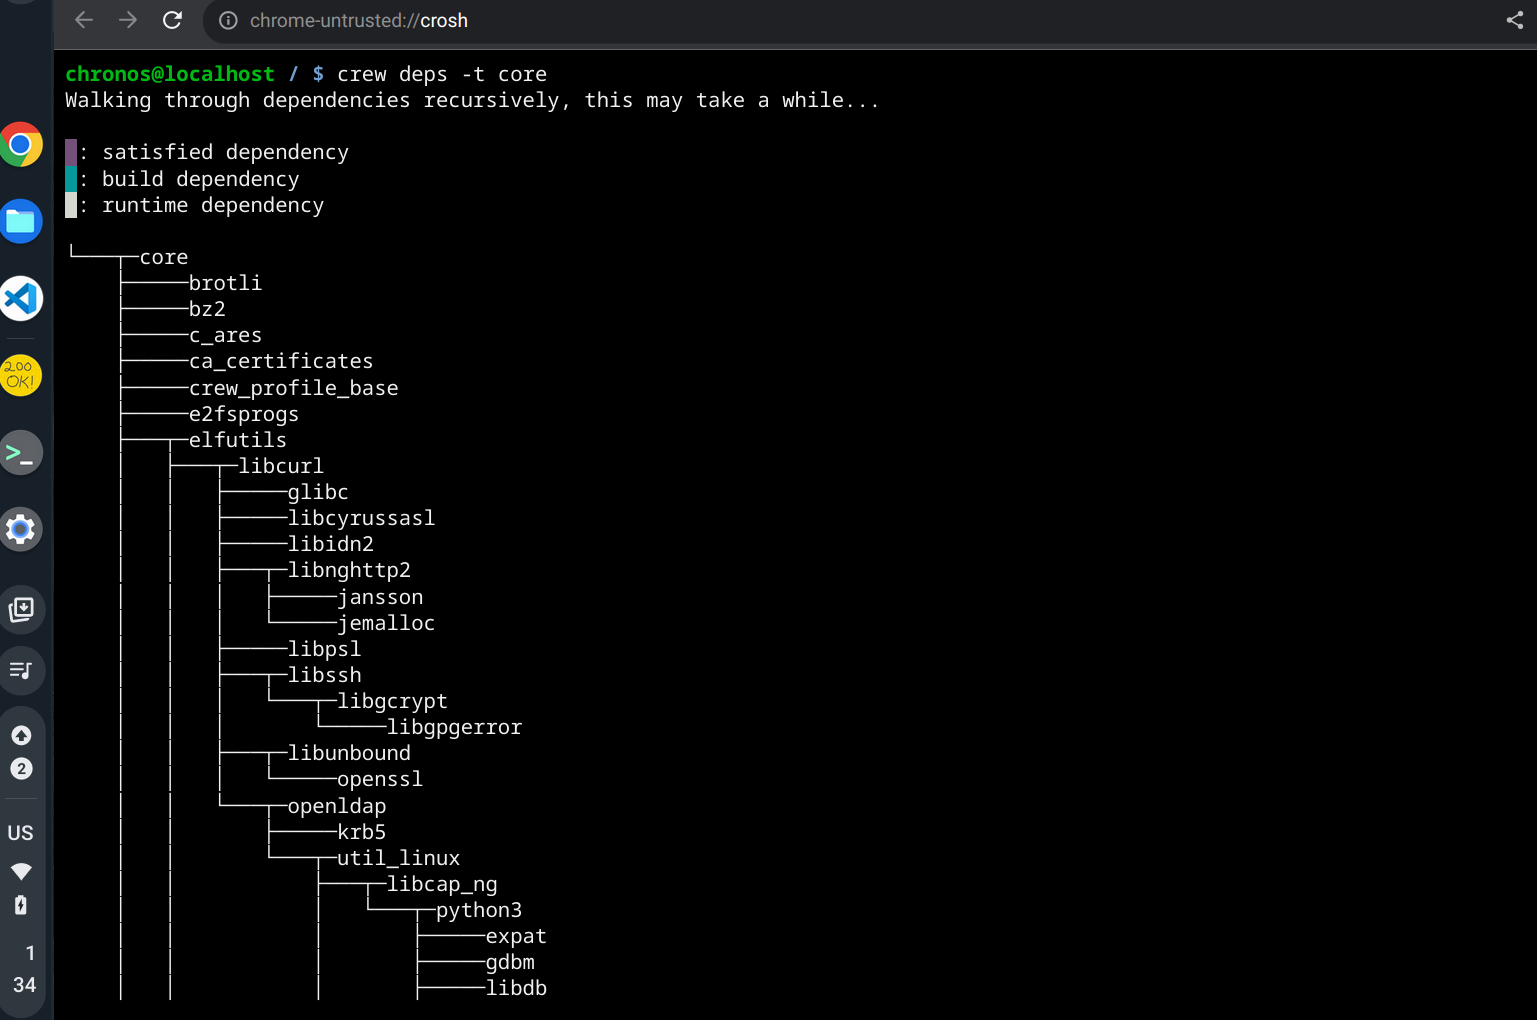 chrome-untrusted://crosh
chronos@localhost / $ crew deps -t core
Walking through dependencies recursively, this may take a while...
: satisfied dependency
: build dependency
: runtime dependency
└───┬─core
    ├─────brotli
    ├─────bz2
    ├─────c_ares
    ├─────ca_certificates
    ├─────crew_profile_base
    ├─────e2fsprogs
    ├───┬─elfutils
    │   ├───┬─libcurl
    │   │   ├─────glibc
    │   │   ├─────libcyrussasl
    │   │   ├─────libidn2
    │   │   ├───┬─libnghttp2
    │   │   │   ├─────jansson
    │   │   │   └─────jemalloc
    │   │   ├─────libpsl
    │   │   ├───┬─libssh
    │   │   │   └───┬─libgcrypt
    │   │   │       └─────libgpgerror
    │   │   ├───┬─libunbound
    │   │   │   └─────openssl
    │   │   └───┬─openldap
    │   │       ├─────krb5
    │   │       └───┬─util_linux
    │   │           ├───┬─libcap_ng
    │   │           │   └───┬─python3
    │   │           │       ├─────expat
    │   │           │       ├─────gdbm
    │   │           │       ├─────libdb
200
OK!
>_
2
US
1
34